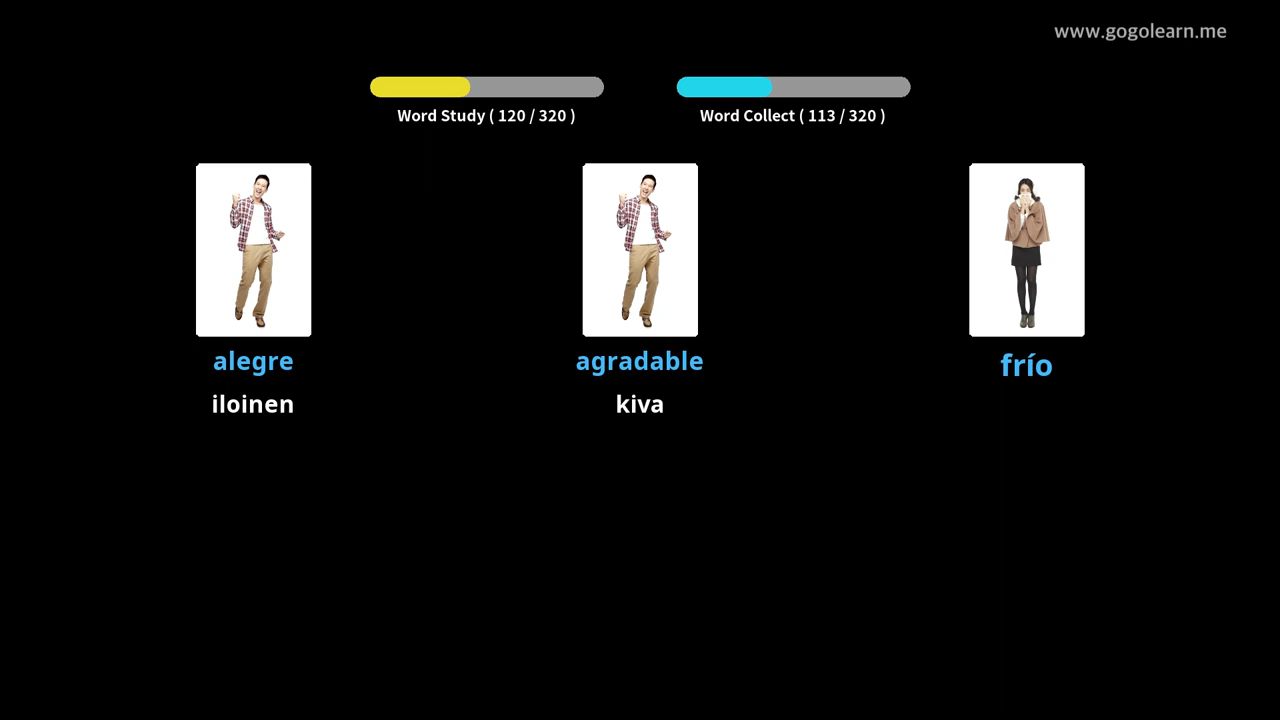 www.gogolearn.me
Word Study ( 120 / 320 )
Word Collect ( 113 / 320 )
alegre
agradable
frío
iloinen
kiva